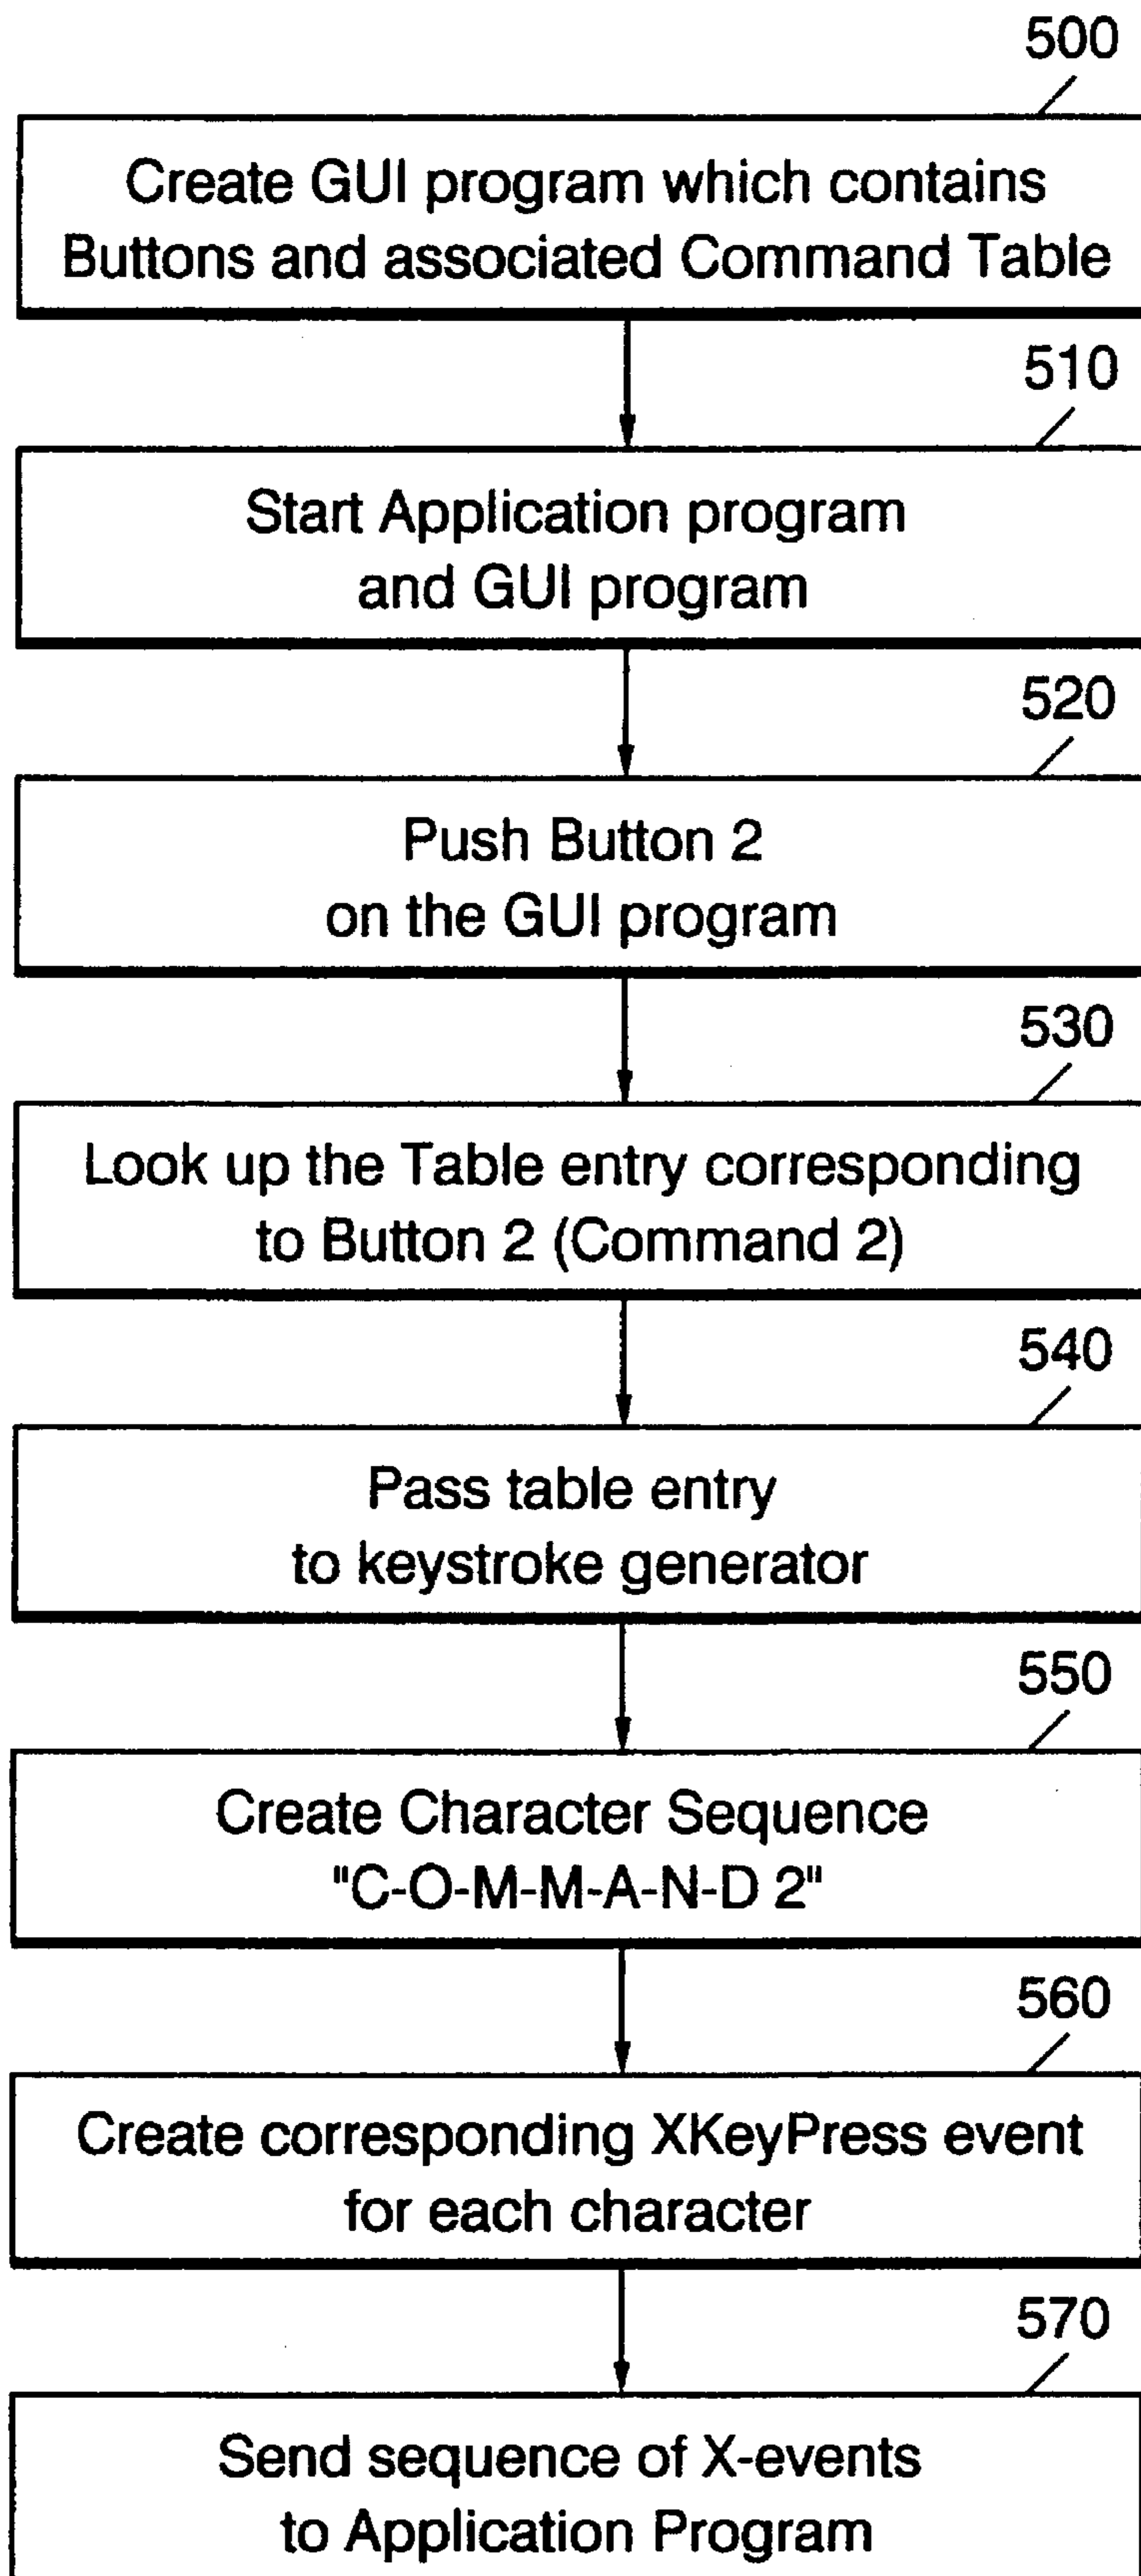 500
Create GUI program which contains
Buttons and associated Command Table
510
Start Application program
and GUI program
520
Push Button 2
on the GUI program
530
Look up the Table entry corresponding
to Button 2 (Command 2)
540
Pass table entry
to keystroke generator
550
Create Character Sequence
"C-O-M-M-A-N-D 2"
560
Create corresponding XKeyPress event
for each character
570
Send sequence of X-events
to Application Program